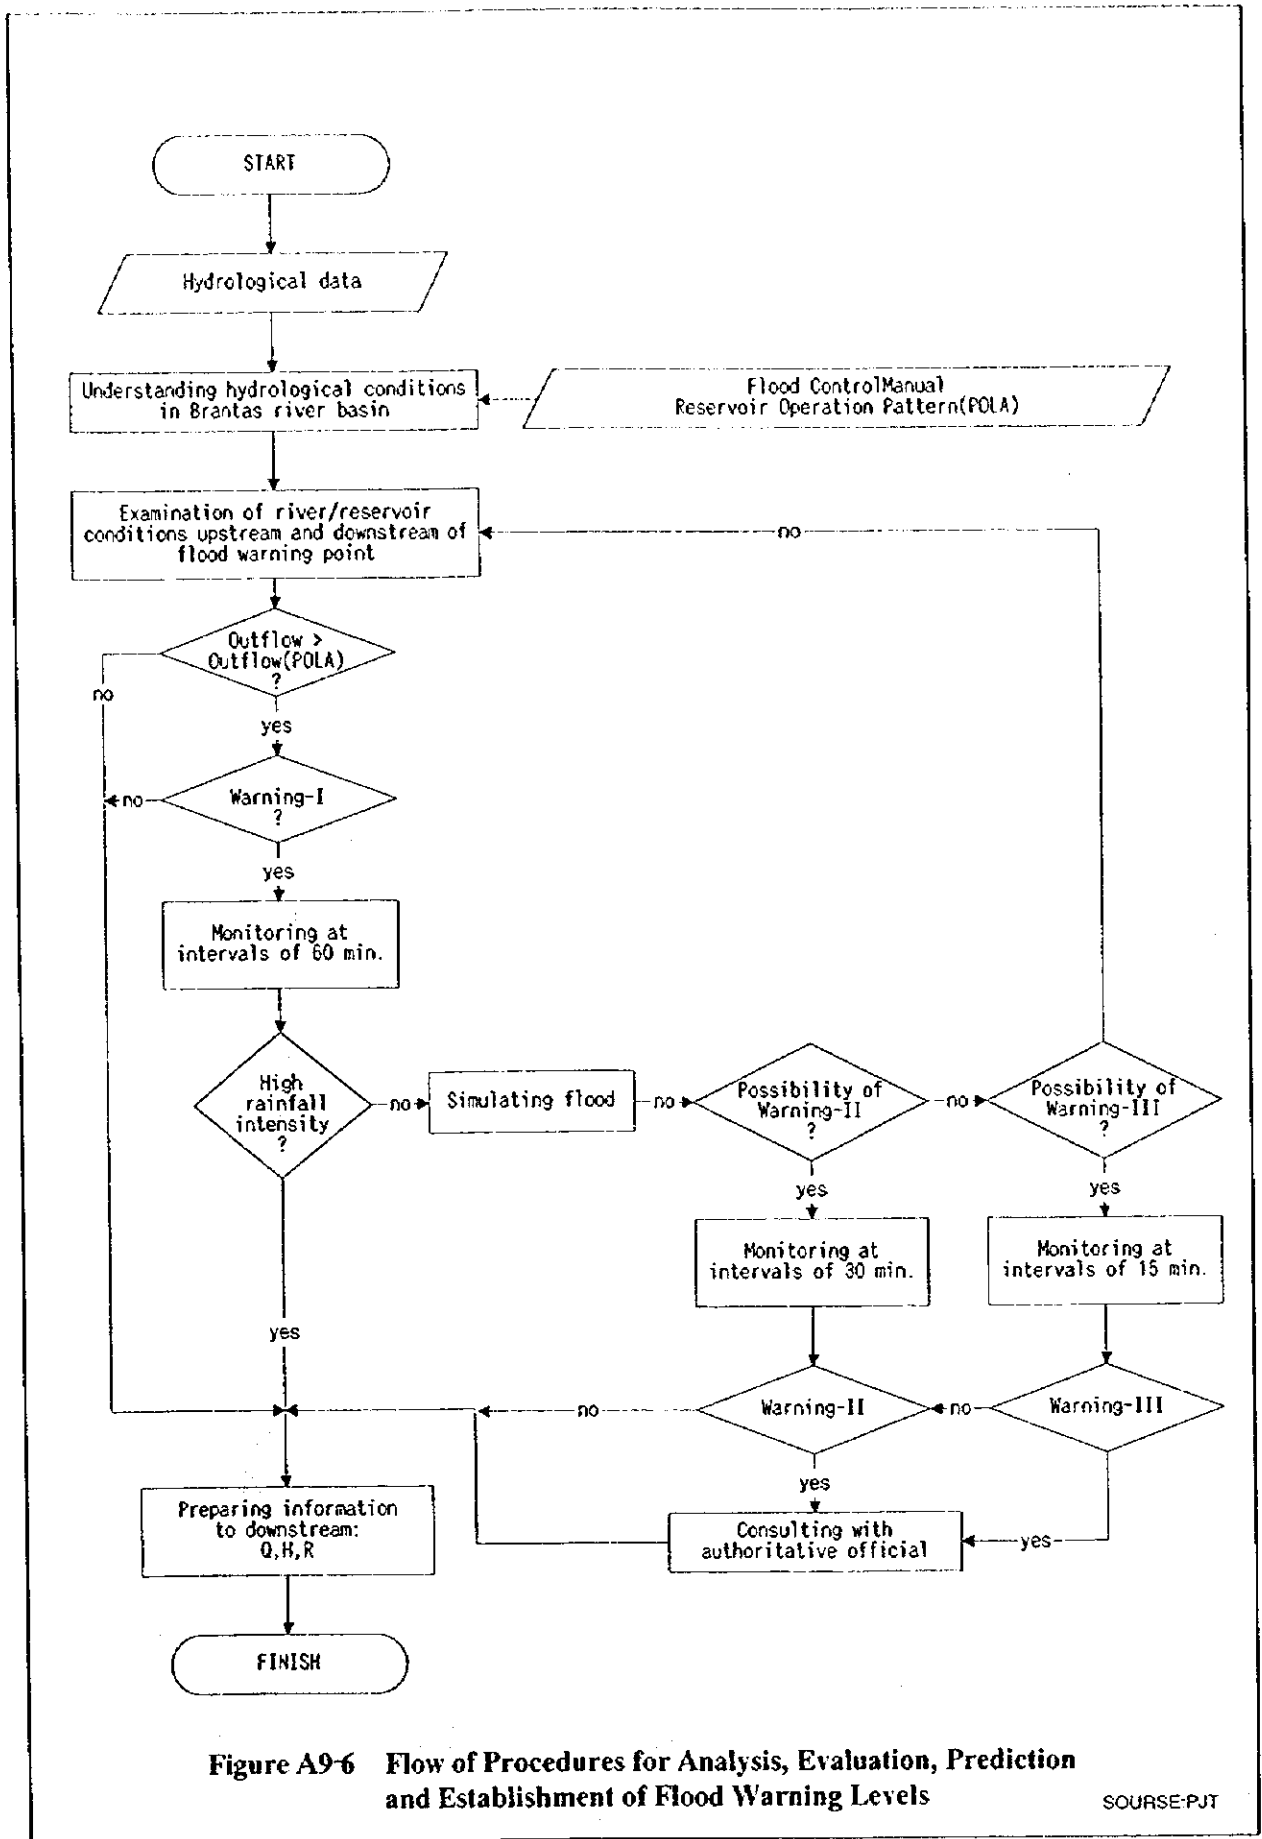 START
Hydrological data
Understanding hydrological conditions
in Brantas river basin
Flood ControlManual
Reservoir Operation Pattern(POLA)
Examination of river/reservoir
conditions upstream and downstream of
flood warning point
no
Outflow >
Outflow(POLA)
?
no
yes
Warning-I
?
no
yes
Monitoring at
intervals of 60 min.
High
rainfall
intensity
?
no
Simulating flood
no
Possibility of
Warning-II
?
no
Possibility of
Warning-III
?
yes
yes
Monitoring at
intervals of 30 min.
Monitoring at
intervals of 15 min.
yes
no
Warning-II
no
Warning-III
yes
Preparing information
to downstream:
Q,H,R
Consulting with
authoritative official
yes
FINISH
Figure A9-6 Flow of Procedures for Analysis, Evaluation, Prediction
and Establishment of Flood Warning Levels
SOURSE:PJT